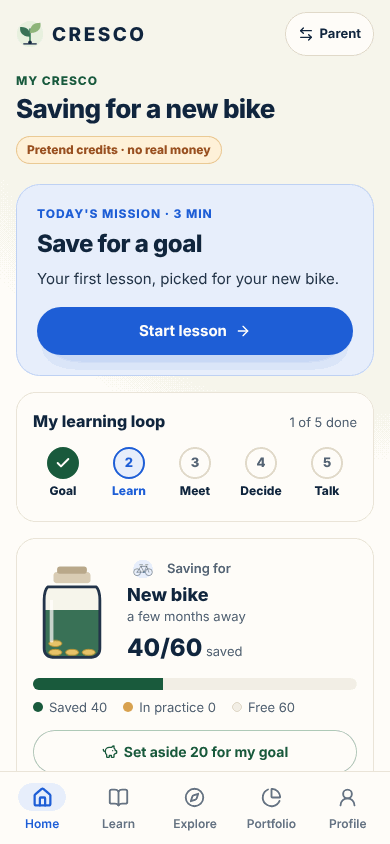 CRESCO
Parent
MY CRESCO
Saving for a new bike
Pretend credits · no real money
TODAY'S MISSION · 3 MIN
Save for a goal
Your first lesson, picked for your new bike.
Start lesson →
My learning loop
1 of 5 done
2 3 4 5
Goal Learn Meet Decide Talk
Saving for
New bike
a few months away
40/60 saved
Saved 40 In practice 0 Free 60
Set aside 20 for my goal
Home Learn Explore Portfolio Profile